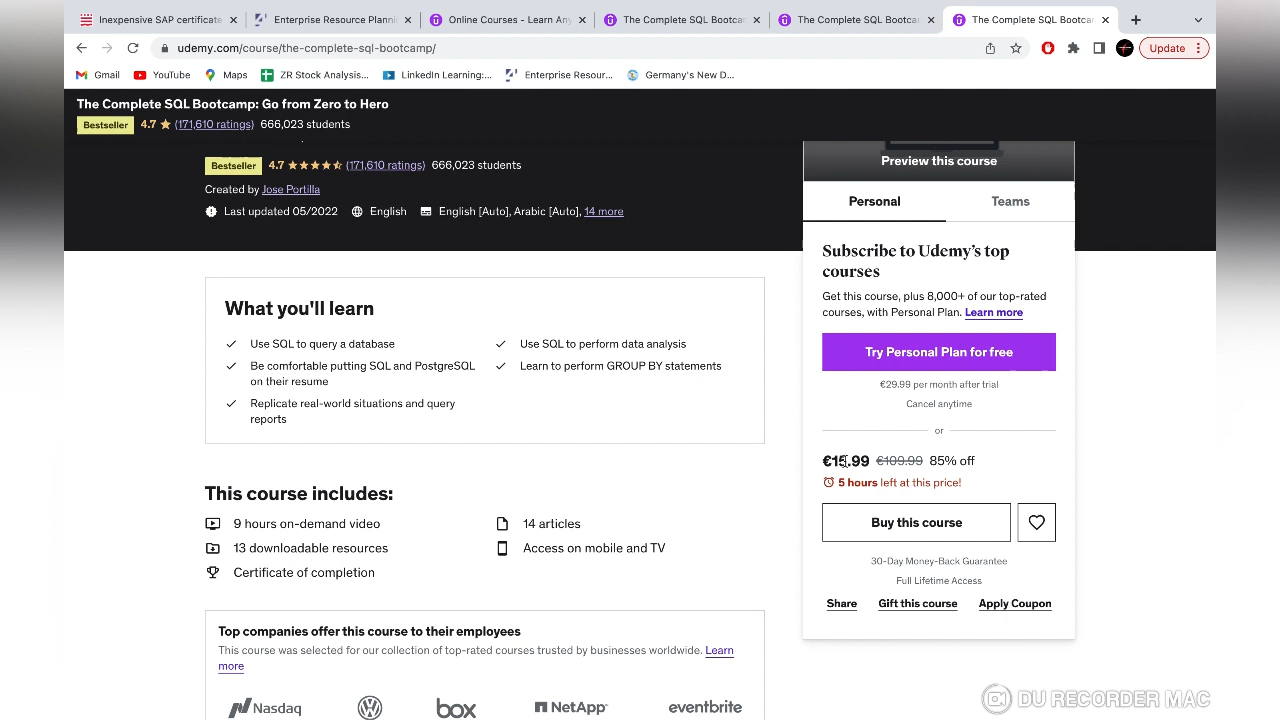 Inexpensive SAP certificate
Enterprise Resource Planni
Online Courses - Learn Any
The Complete SQL Bootcar
The Complete SQL Bootca
The Complete SQL Bootca
udemy.com/course/the-complete-sql-bootcamp/
Update
Gmail
YouTube
Maps
ZR Stock Analysis...
LinkedIn Learning:...
Enterprise Resour...
Germany's New D...
The Complete SQL Bootcamp: Go from Zero to Hero
Bestseller 4.7 (171,610 ratings) 666,023 students
Bestseller 4.7 (171,610 ratings) 666,023 students
Created by Jose Portilla
Last updated 05/2022 English English [Auto], Arabic [Auto], 14 more
What you'll learn
Use SQL to query a database
Be comfortable putting SQL and PostgreSQL
on their resume
Replicate real-world situations and query
reports
Use SQL to perform data analysis
Learn to perform GROUP BY statements
This course includes:
9 hours on-demand video
13 downloadable resources
Certificate of completion
14 articles
Access on mobile and TV
Top companies offer this course to their employees
This course was selected for our collection of top-rated courses trusted by businesses worldwide. Learn
more
Nasdaq
box
NetApp
eventbrite
Preview this course
Personal Teams
Subscribe to Udemy's top
courses
Get this course, plus 8,000+ of our top-rated
courses, with Personal Plan. Learn more
Try Personal Plan for free
€29.99 per month after trial
Cancel anytime
or
€15.99 €109.99 85% off
5 hours left at this price!
Buy this course
30-Day Money-Back Guarantee
Full Lifetime Access
Share Gift this course Apply Coupon
DU RECORDER MAC